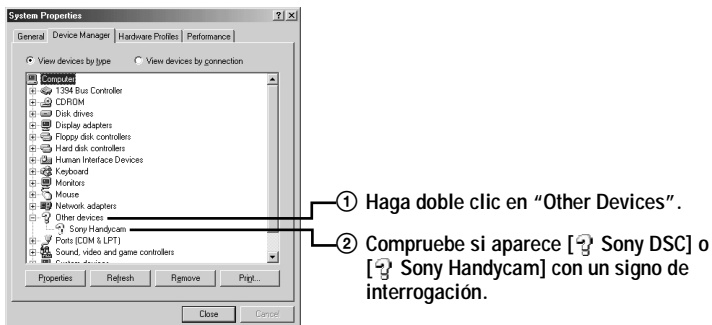 System Properties
General Device Manager Hardware Profiles Performance
View devices by type View devices by connection
Computer
1394 Bus Controller
CDROM
Disk drives
Display adapters
Floppy disk controllers
Hard disk controllers
Human Interface Devices
Keyboard
Monitors
Mouse
Network adapters
Other devices
Sony Handycam
Ports (COM & LPT)
Sound, video and game controllers
Properties Refresh Remove Print...
Close Cancel
① Haga doble clic en “Other Devices”.
② Compruebe si aparece [? Sony DSC] o
[? Sony Handycam] con un signo de
interrogación.